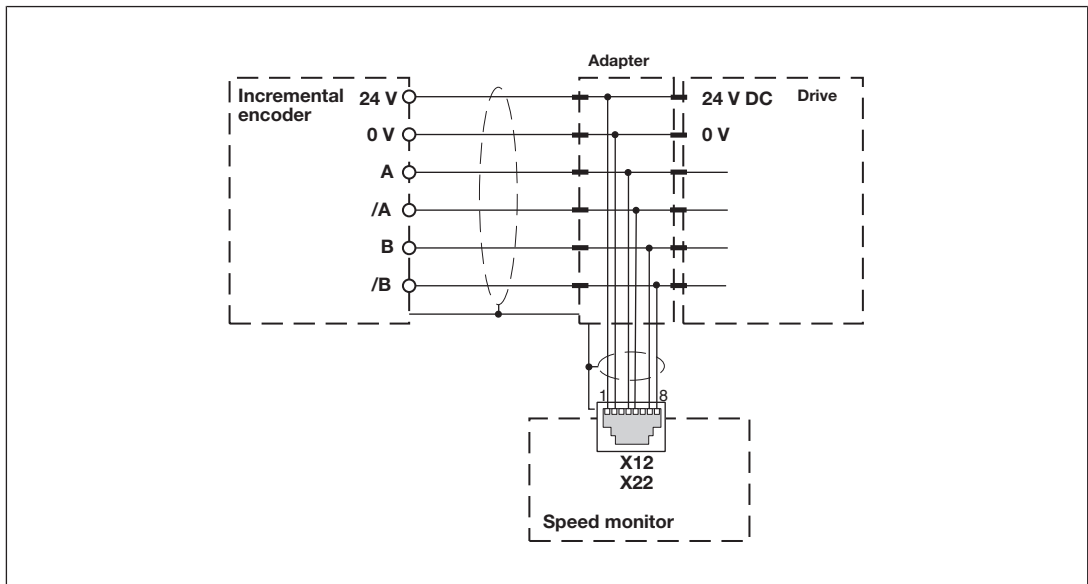 Adapter
Incremental
encoder
24 V
0 V
A
/A
B
/B
24 V DC
Drive
0 V
1
8
X12
X22
Speed monitor